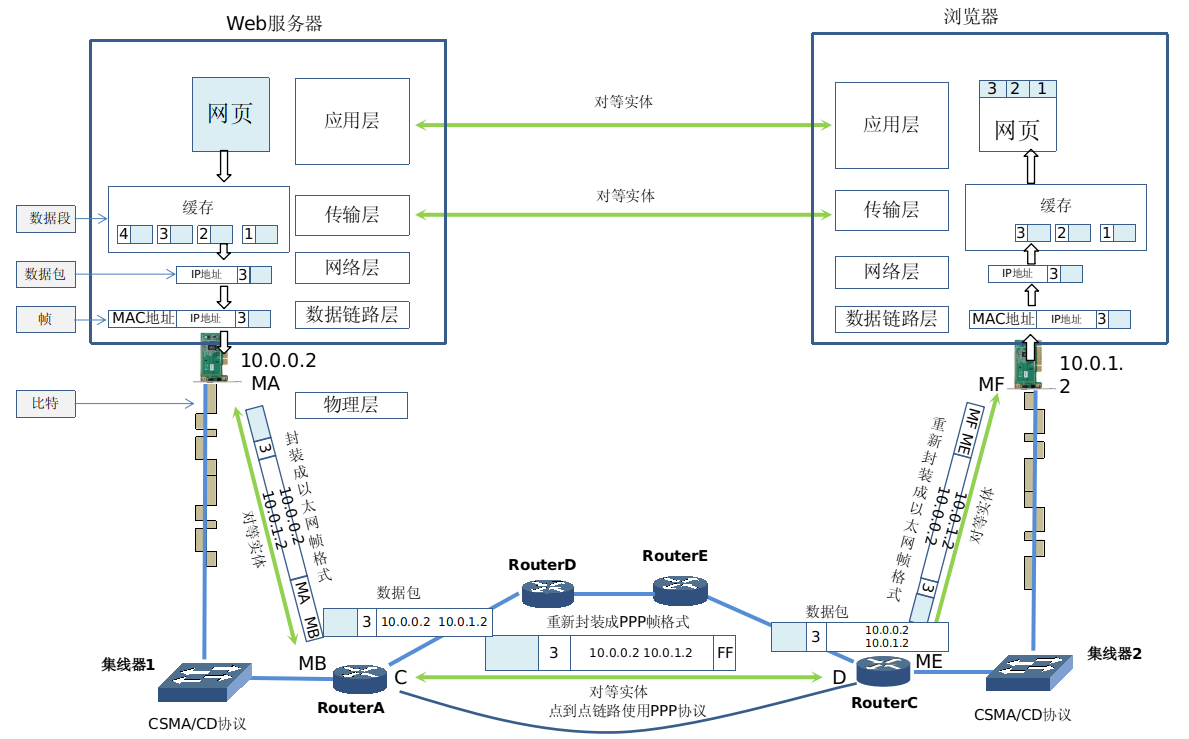 Web服务器
浏览器
网页
应用层
对等实体
应用层
3 2 1
网页
数据段
缓存
4 3 2 1
传输层
对等实体
传输层
缓存
3 2 1
数据包
IP地址 3
网络层
网络层
IP地址 3
帧
MAC地址 IP地址 3
数据链路层
数据链路层
MAC地址 IP地址 3
10.0.0.2
MA
10.0.1.
2
MF
比特
物理层
3
10.0.0.2
10.0.1.2
MA MB
封装成以太网帧格式
对等实体
MF ME
10.0.1.2
10.0.0.2
3
重新封装成以太网帧格式
对等实体
RouterD
RouterE
数据包
3 10.0.0.2 10.0.1.2
重新封装成PPP帧格式
3 10.0.0.2 10.0.1.2 FF
数据包
3 10.0.0.2
10.0.1.2
集线器1
MB
C
D
ME
集线器2
RouterA
对等实体
点到点链路使用PPP协议
RouterC
CSMA/CD协议
CSMA/CD协议